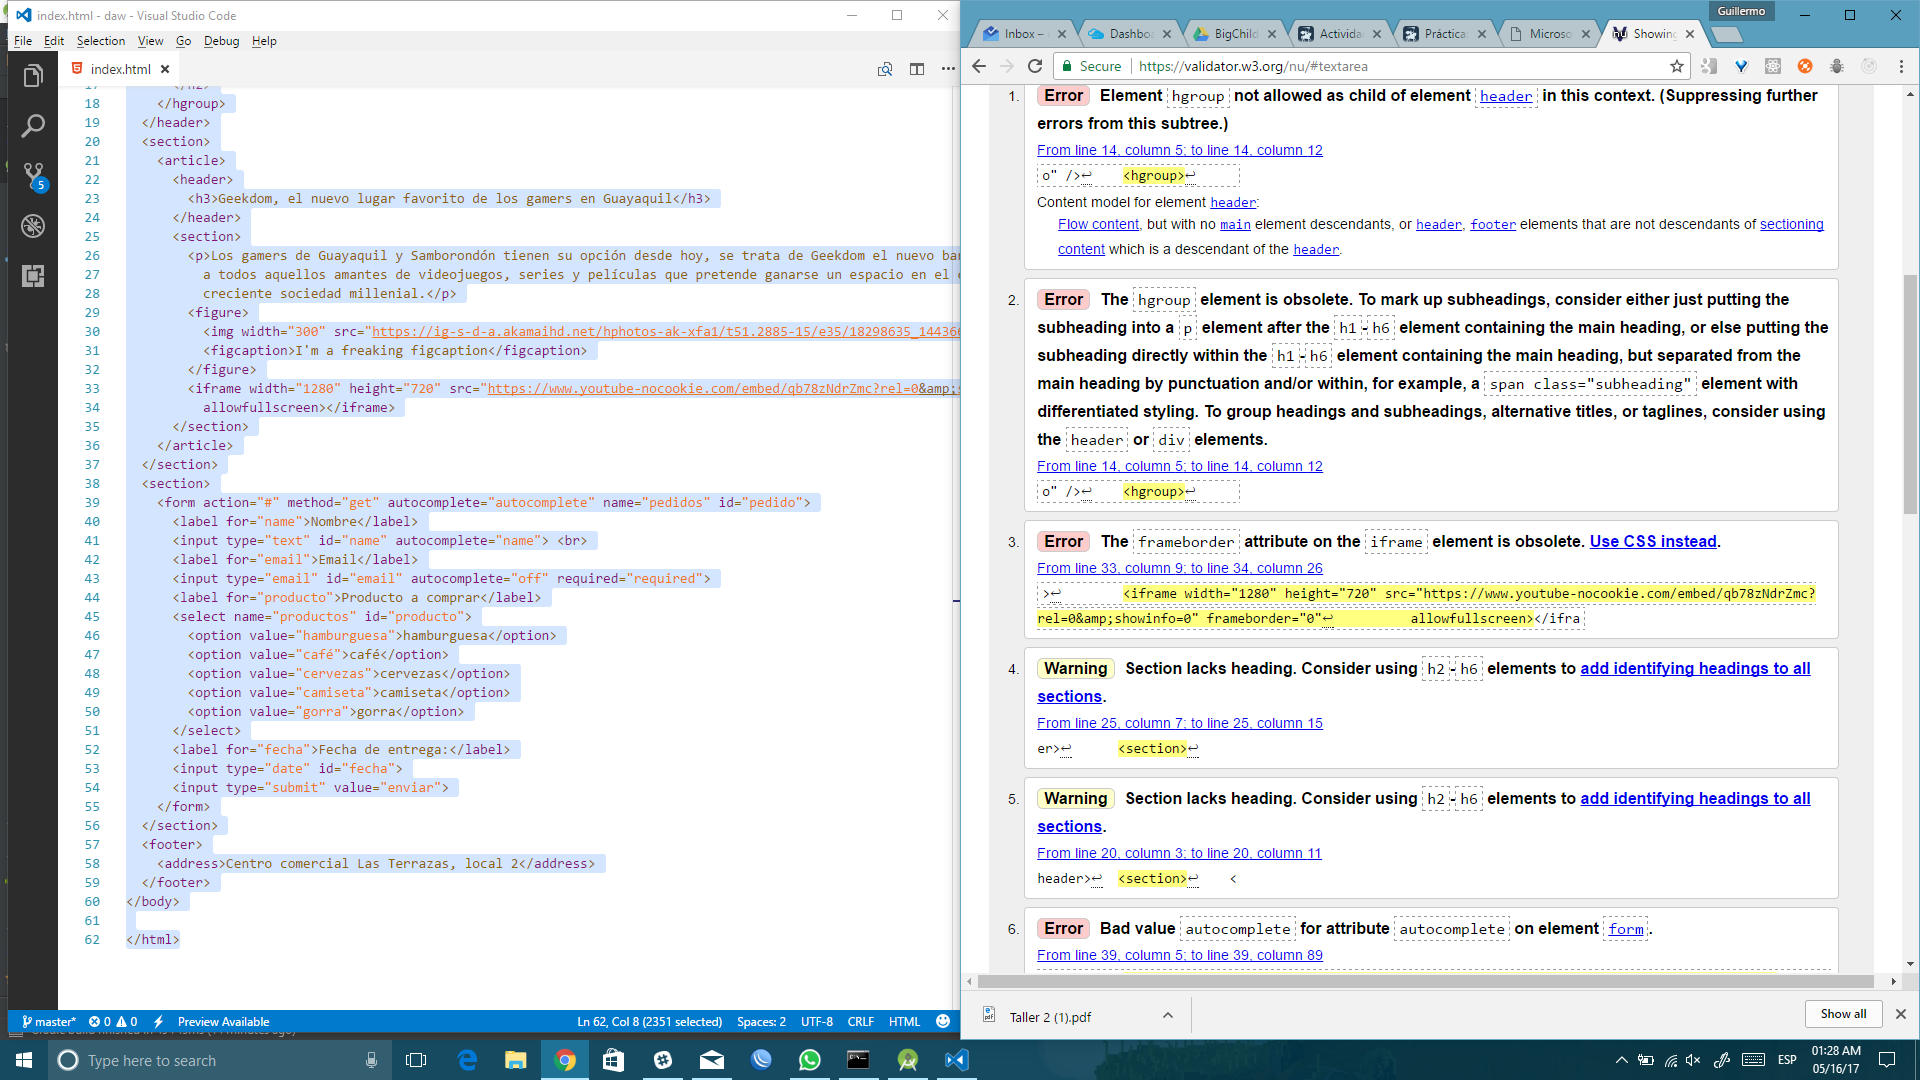 index.html - daw - Visual Studio Code
File Edit Selection View Go Debug Help
index.html
17 </h2>
18 </hgroup>
19 </header>
20 <section>
21 <article>
22 <header>
23 <h3>Geekdom, el nuevo lugar favorito de los gamers en Guayaquil</h3>
24 </header>
25 <section>
26 <p>Los gamers de Guayaquil y Samborondón tienen su opción desde hoy, se trata de Geekdom el nuevo bar
27 a todos aquellos amantes de videojuegos, series y películas que pretende ganarse un espacio en el
28 creciente sociedad millenial.</p>
29 <figure>
30 <img width="300" src="https://ig-s-d-a.akamaihd.net/hphotos-ak-xfa1/t51.2885-15/e35/18298635_14436
31 <figcaption>I'm a freaking figcaption</figcaption>
32 </figure>
33 <iframe width="1280" height="720" src="https://www.youtube-nocookie.com/embed/qb78zNdrZmc?rel=0&amp;s
34 allowfullscreen></iframe>
35 </section>
36 </article>
37 </section>
38 <section>
39 <form action="#" method="get" autocomplete="autocomplete" name="pedidos" id="pedido">
40 <label for="name">Nombre</label>
41 <input type="text" id="name" autocomplete="name"> <br>
42 <label for="email">Email</label>
43 <input type="email" id="email" autocomplete="off" required="required">
44 <label for="producto">Producto a comprar</label>
45 <select name="productos" id="producto">
46 <option value="hamburguesa">hamburguesa</option>
47 <option value="café">café</option>
48 <option value="cervezas">cervezas</option>
49 <option value="camiseta">camiseta</option>
50 <option value="gorra">gorra</option>
51 </select>
52 <label for="fecha">Fecha de entrega:</label>
53 <input type="date" id="fecha">
54 <input type="submit" value="enviar">
55 </form>
56 </section>
57 <footer>
58 <address>Centro comercial Las Terrazas, local 2</address>
59 </footer>
60 </body>
61
62 </html>
5
master* 0 0 Preview Available Ln 62, Col 8 (2351 selected) Spaces: 2 UTF-8 CRLF HTML
Guillermo
Inbox – Dashbo BigChild Activida Práctica Microso Showing
Secure https://validator.w3.org/nu/#textarea
1. Error Element hgroup not allowed as child of element header in this context. (Suppressing further
errors from this subtree.)
From line 14, column 5; to line 14, column 12
o" />↩ <hgroup>↩
Content model for element header:
Flow content, but with no main element descendants, or header, footer elements that are not descendants of sectioning
content which is a descendant of the header.
2. Error The hgroup element is obsolete. To mark up subheadings, consider either just putting the
subheading into a p element after the h1-h6 element containing the main heading, or else putting the
subheading directly within the h1-h6 element containing the main heading, but separated from the
main heading by punctuation and/or within, for example, a span class="subheading" element with
differentiated styling. To group headings and subheadings, alternative titles, or taglines, consider using
the header or div elements.
From line 14, column 5; to line 14, column 12
o" />↩ <hgroup>↩
3. Error The frameborder attribute on the iframe element is obsolete. Use CSS instead.
From line 33, column 9; to line 34, column 26
>↩ <iframe width="1280" height="720" src="https://www.youtube-nocookie.com/embed/qb78zNdrZmc?
rel=0&amp;showinfo=0" frameborder="0"↩ allowfullscreen></ifra
4. Warning Section lacks heading. Consider using h2-h6 elements to add identifying headings to all
sections.
From line 25, column 7; to line 25, column 15
er>↩ <section>↩
5. Warning Section lacks heading. Consider using h2-h6 elements to add identifying headings to all
sections.
From line 20, column 3; to line 20, column 11
header>↩ <section>↩ <
6. Error Bad value autocomplete for attribute autocomplete on element form.
From line 39, column 5; to line 39, column 89
Taller 2 (1).pdf
Show all
Type here to search
ESP
01:28 AM
05/16/17